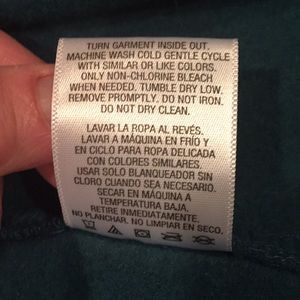 TURN GARMENT INSIDE OUT.
MACHINE WASH COLD GENTLE CYCLE
WITH SIMILAR OR LIKE COLORS.
ONLY NON-CHLORINE BLEACH
WHEN NEEDED. TUMBLE DRY LOW.
REMOVE PROMPTLY. DO NOT IRON.
DO NOT DRY CLEAN.
LAVAR LA ROPA AL REVÉS.
LAVAR A MÁQUINA EN FRÍO Y
EN CICLO PARA ROPA DELICADA
CON COLORES SIMILARES.
USAR SOLO BLANQUEADOR SIN
CLORO CUANDO SEA NECESARIO.
SECAR EN MÁQUINA A
TEMPERATURA BAJA.
RETIRE INMEDIATAMENTE.
NO PLANCHAR. NO LIMPIAR EN SECO.